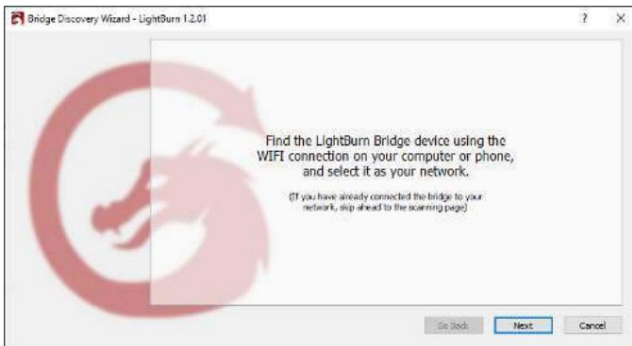 Bridge Discovery Wizard - LightBurn 1.2.01
?
Find the LightBurn Bridge device using the
WIFI connection on your computer or phone,
and select it as your network.
(If you have already connected the bridge to your
network, skip ahead to the scanning page)
Go Back Next Cancel